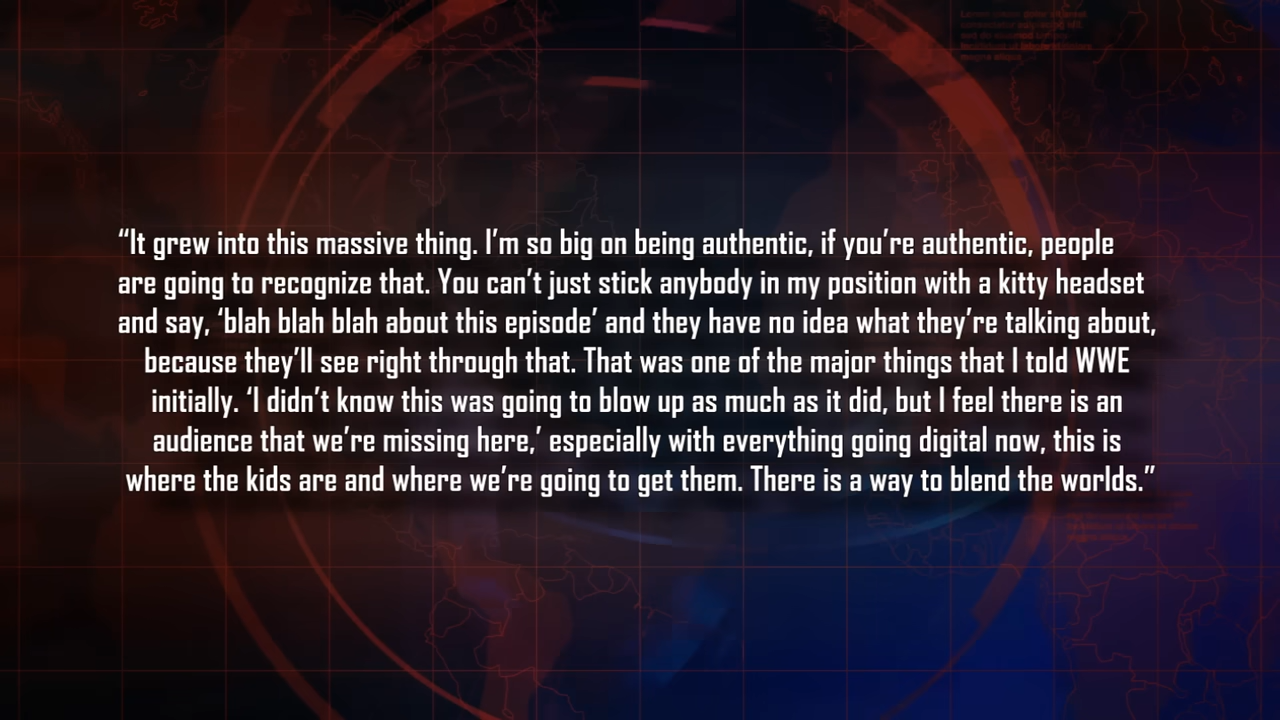 “It grew into this massive thing. I’m so big on being authentic, if you’re authentic, people
are going to recognize that. You can’t just stick anybody in my position with a kitty headset
and say, ‘blah blah blah about this episode’ and they have no idea what they’re talking about,
because they’ll see right through that. That was one of the major things that I told WWE
initially. ‘I didn’t know this was going to blow up as much as it did, but I feel there is an
audience that we’re missing here,’ especially with everything going digital now, this is
where the kids are and where we’re going to get them. There is a way to blend the worlds.”